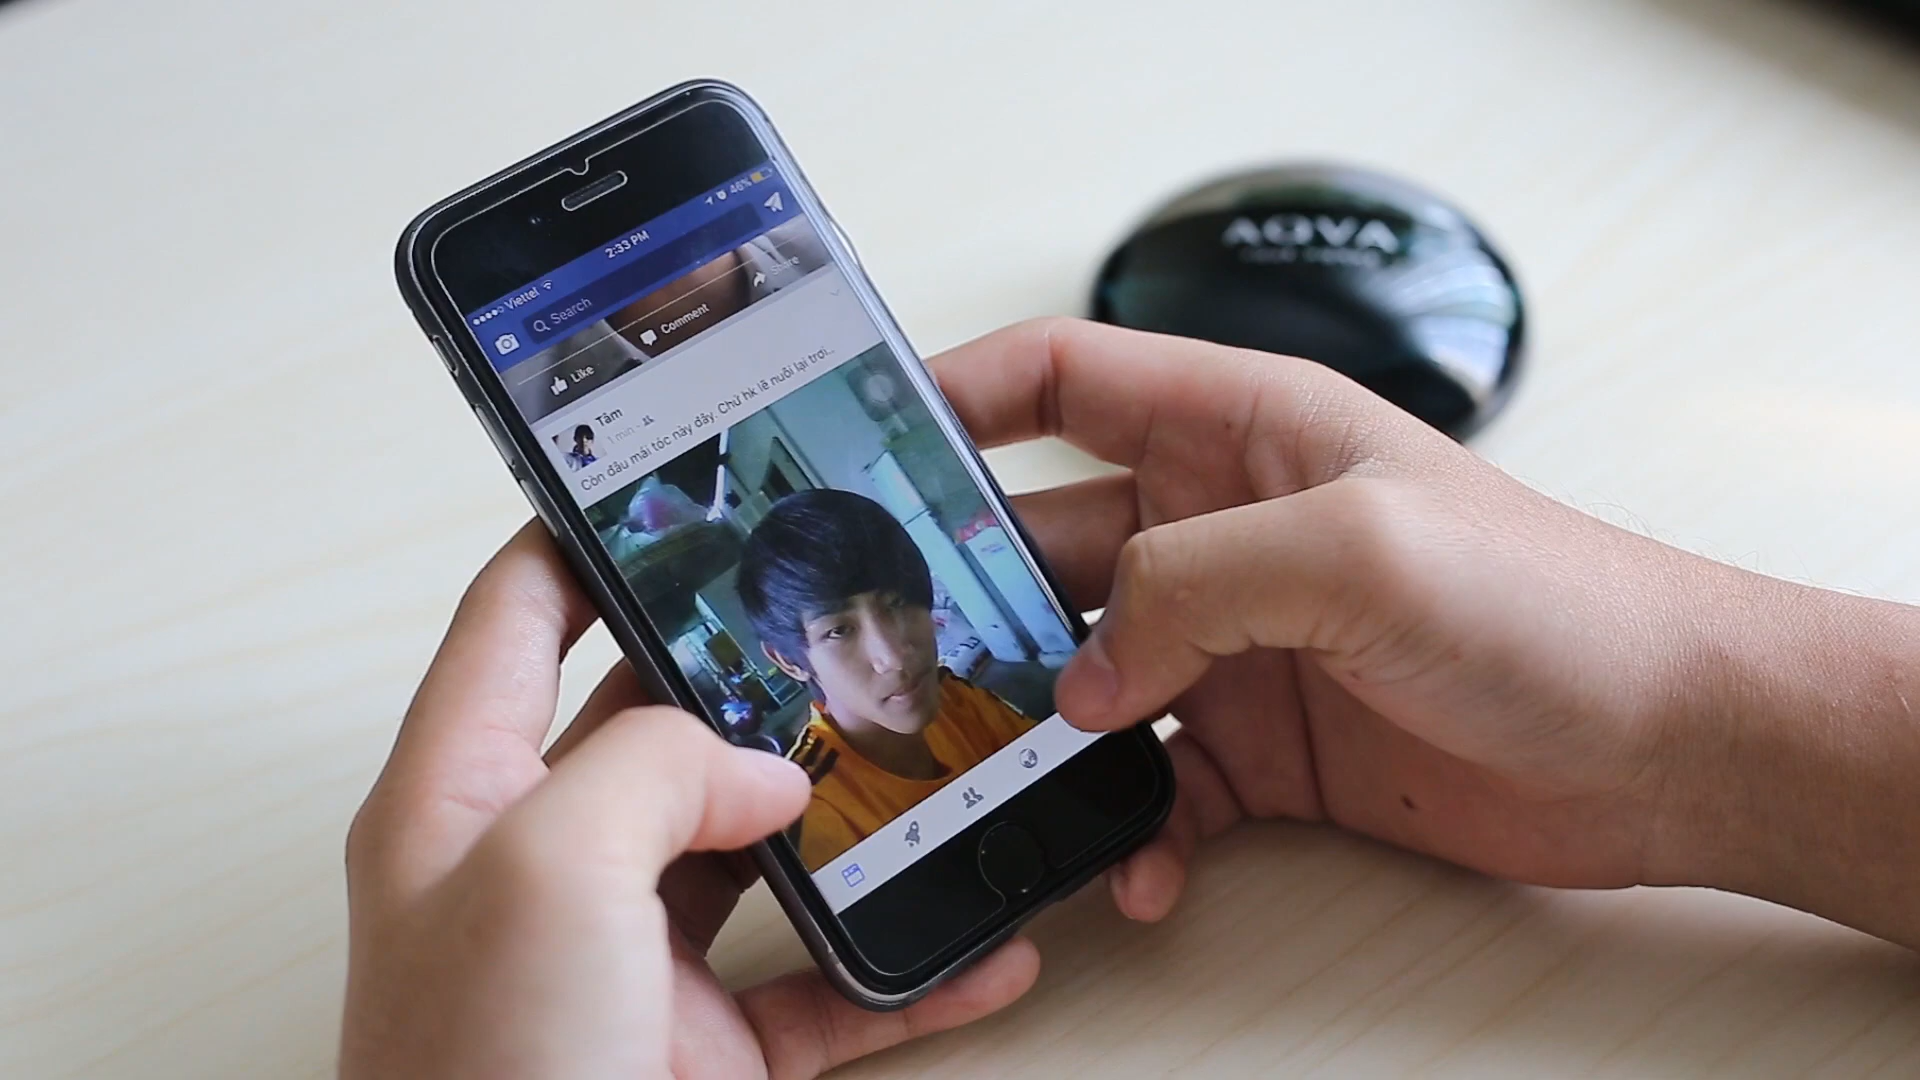 Viettel 2:33 PM 46%
Search
Like Comment Share
Tâm
1 min
Còn đâu mái tóc này đây. Chứ hk lẽ nuôi lại trời...
AQVA